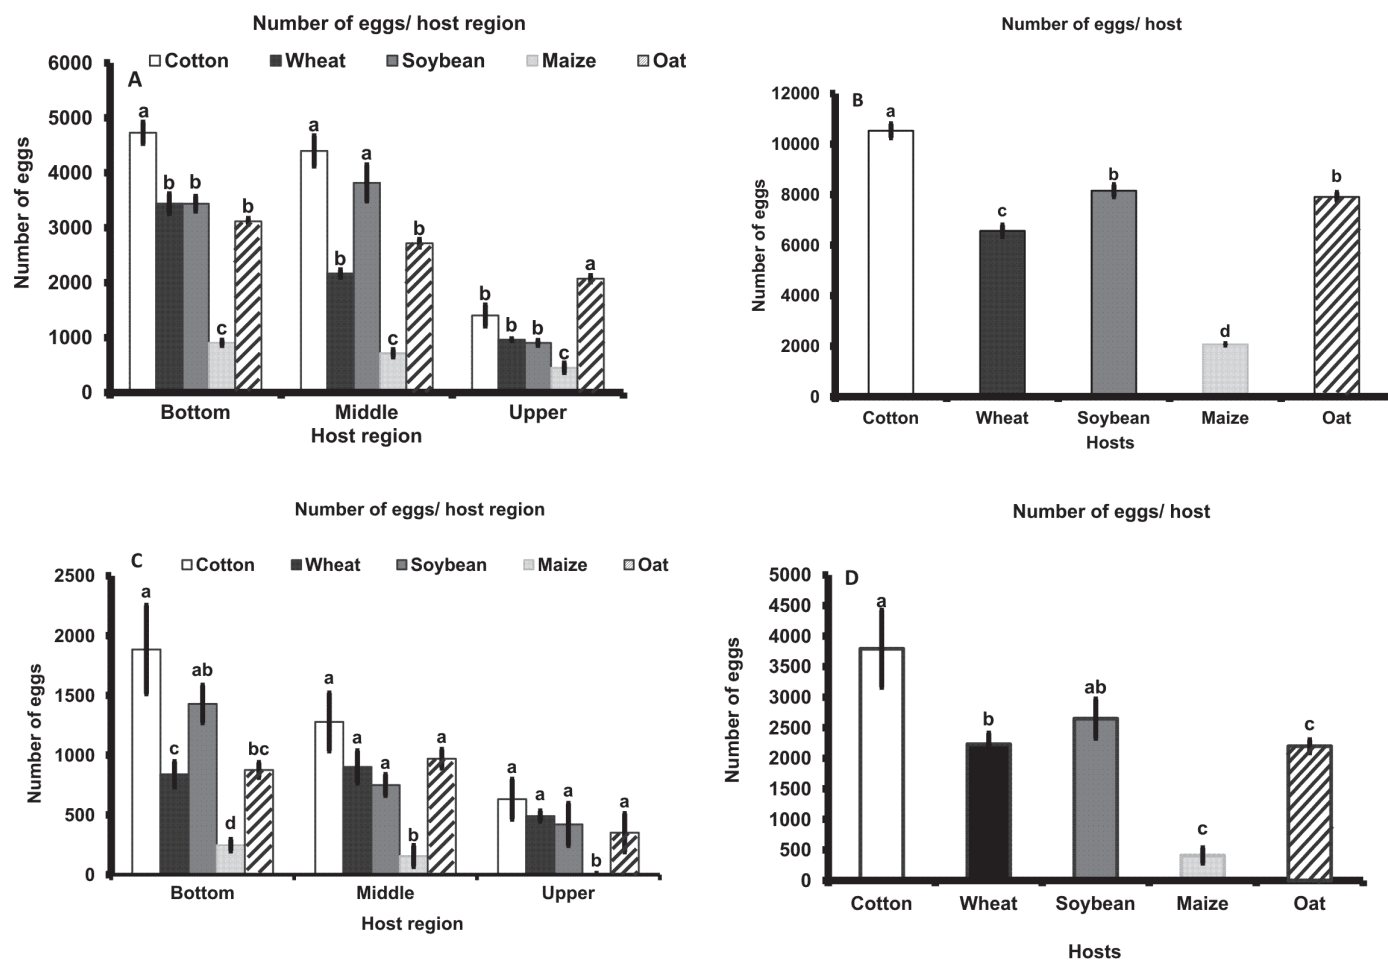 Number of eggs/ host region
Cotton Wheat Soybean Maize Oat
A
6000
5000
4000
3000
2000
1000
0
Number of eggs
a b b c b
a b a c b
b b b c a
Bottom Middle Upper
Host region
Number of eggs/ host
B
12000
10000
8000
6000
4000
2000
0
Number of eggs
a c b d b
Cotton Wheat Soybean Maize Oat
Hosts
Number of eggs/ host region
C
Cotton Wheat Soybean Maize Oat
2500
2000
1500
1000
500
0
Number of eggs
a c ab d bc
a a a b a
a a a b a
Bottom Middle Upper
Host region
Number of eggs/ host
D
5000
4500
4000
3500
3000
2500
2000
1500
1000
500
0
Number of eggs
a b ab c c
Cotton Wheat Soybean Maize Oat
Hosts